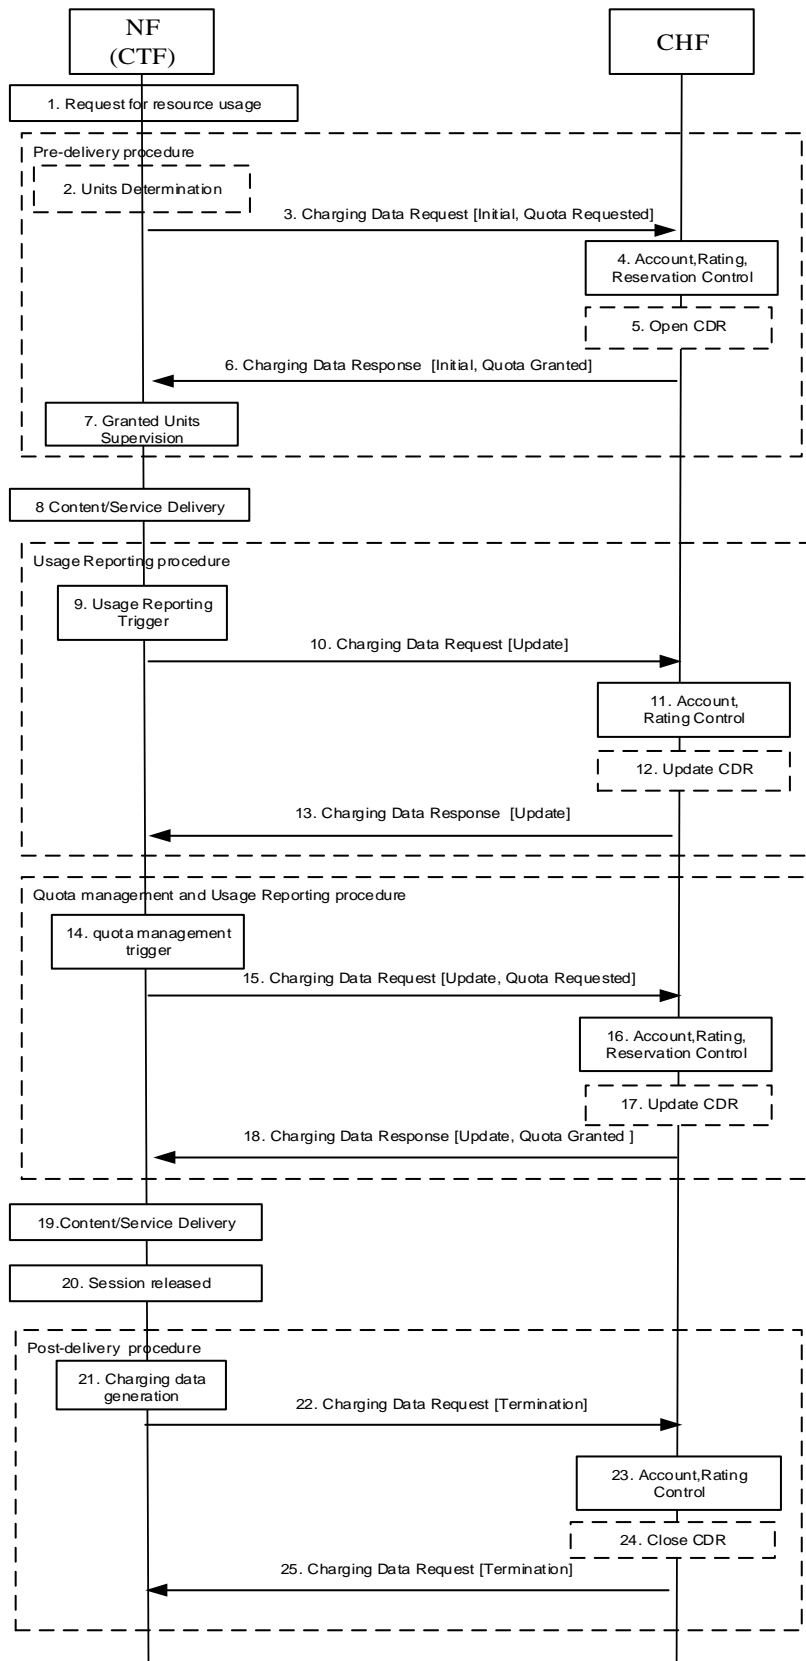 NF
(CTF)
CHF
1. Request for resource usage
Pre-delivery procedure
2. Units Determination
3. Charging Data Request [Initial, Quota Requested]
4. Account,Rating,
Reservation Control
5. Open CDR
6. Charging Data Response [Initial, Quota Granted]
7. Granted Units
Supervision
8 Content/Service Delivery
Usage Reporting procedure
9. Usage Reporting
Trigger
10. Charging Data Request [Update]
11. Account,
Rating Control
12. Update CDR
13. Charging Data Response [Update]
Quota management and Usage Reporting procedure
14. quota management
trigger
15. Charging Data Request [Update, Quota Requested]
16. Account,Rating,
Reservation Control
17. Update CDR
18. Charging Data Response [Update, Quota Granted ]
19.Content/Service Delivery
20. Session released
Post-delivery procedure
21. Charging data
generation
22. Charging Data Request [Termination]
23. Account,Rating
Control
24. Close CDR
25. Charging Data Request [Termination]